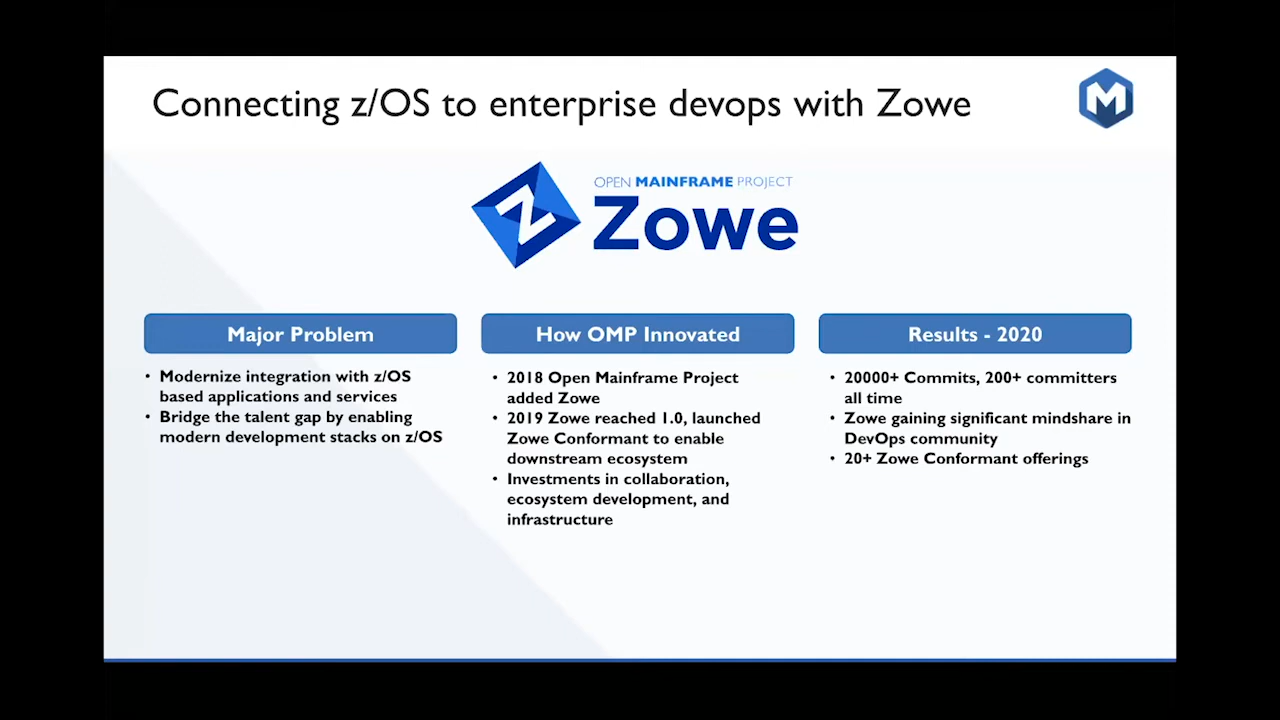 Connecting z/OS to enterprise devops with Zowe
M
Z
OPEN MAINFRAME PROJECT
Zowe
Major Problem
• Modernize integration with z/OS
based applications and services
• Bridge the talent gap by enabling
modern development stacks on z/OS
How OMP Innovated
• 2018 Open Mainframe Project
added Zowe
• 2019 Zowe reached 1.0, launched
Zowe Conformant to enable
downstream ecosystem
• Investments in collaboration,
ecosystem development, and
infrastructure
Results - 2020
• 20000+ Commits, 200+ committers
all time
• Zowe gaining significant mindshare in
DevOps community
• 20+ Zowe Conformant offerings